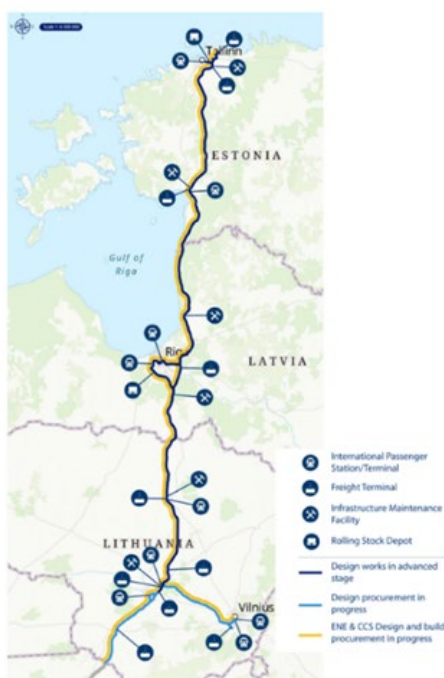 Tallinn
ESTONIA
Gulf of
Riga
Rig
LATVIA
LITHUANIA
Vilnius
International Passenger
Station/Terminal
Freight Terminal
Infrastructure Maintenance
Facility
Rolling Stock Depot
Design works in advanced
stage
Design procurement in
progress
ENE & CCS Design and build
procurement in progress